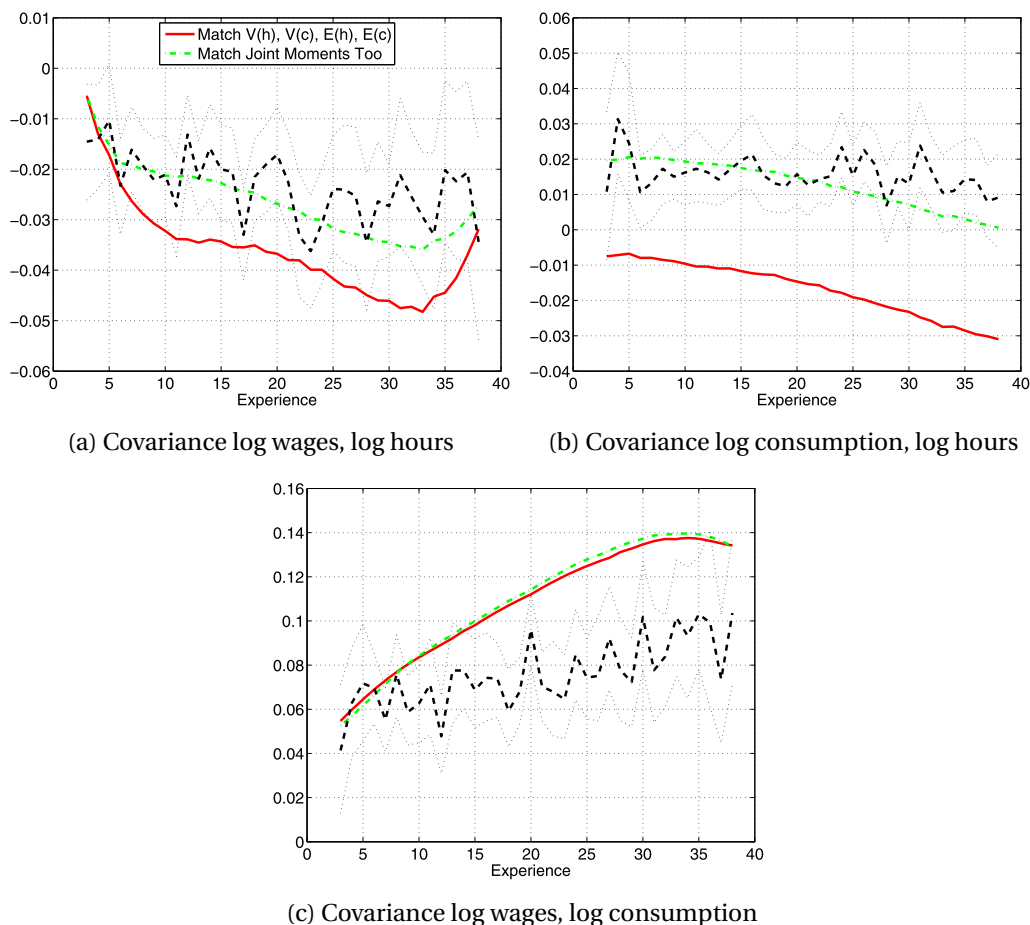 0.01
0
−0.01
−0.02
−0.03
−0.04
−0.05
−0.06
Match V(h), V(c), E(h), E(c)
Match Joint Moments Too
0 5 10 15 20 25 30 35 40
Experience
(a) Covariance log wages, log hours
0.06
0.05
0.04
0.03
0.02
0.01
0
−0.01
−0.02
−0.03
−0.04
0 5 10 15 20 25 30 35 40
Experience
(b) Covariance log consumption, log hours
0.16
0.14
0.12
0.1
0.08
0.06
0.04
0.02
0
0 5 10 15 20 25 30 35 40
Experience
(c) Covariance log wages, log consumption